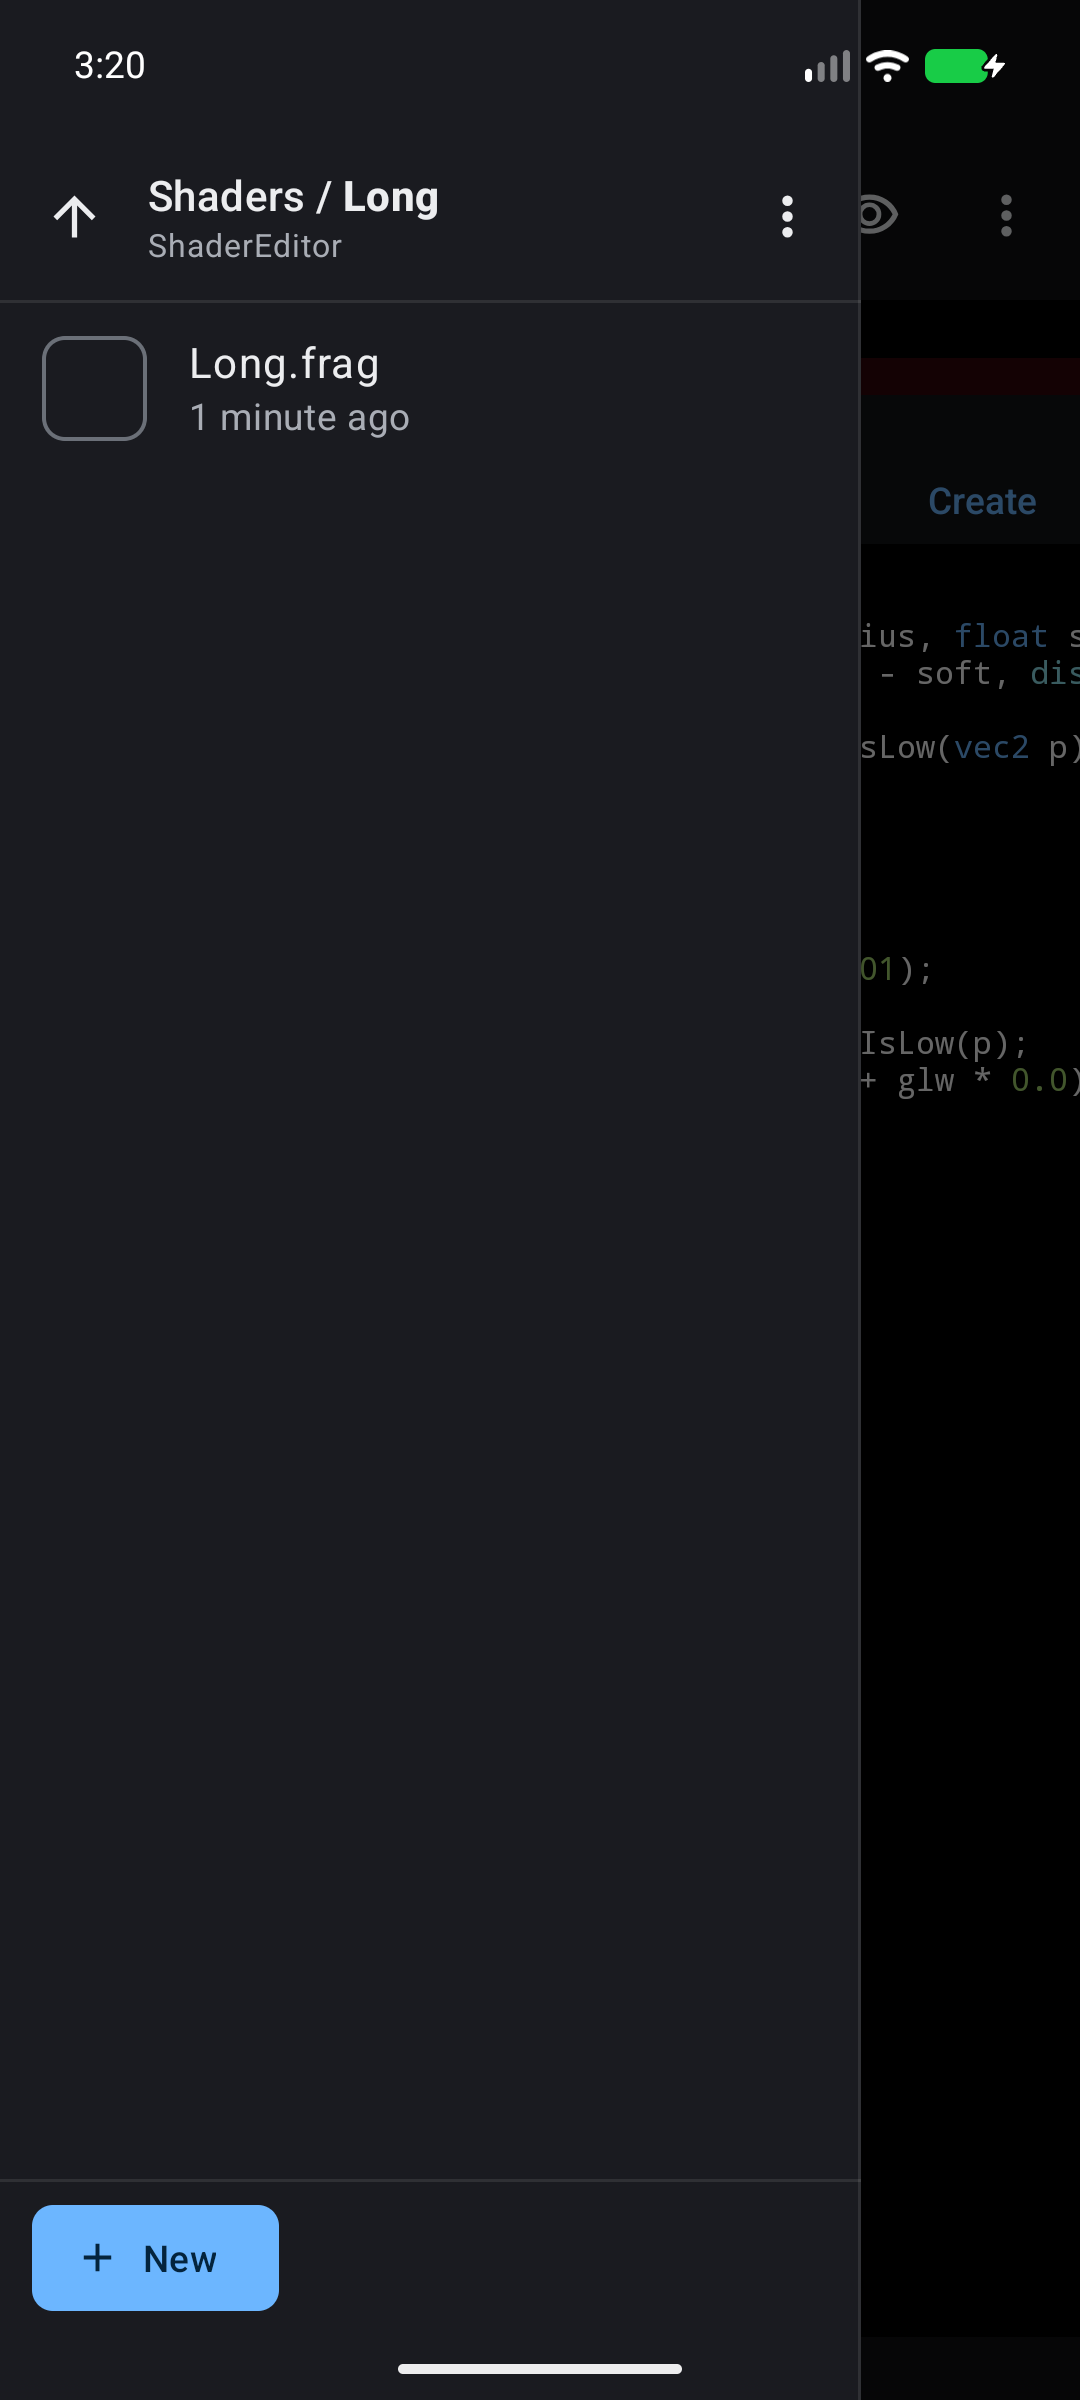 3:20
Shaders / Long
ShaderEditor
Long.frag
1 minute ago
Create
ius, float s
- soft, dis
sLow(vec2 p)
01);
IsLow(p);
+ glw * 0.0)
+ New